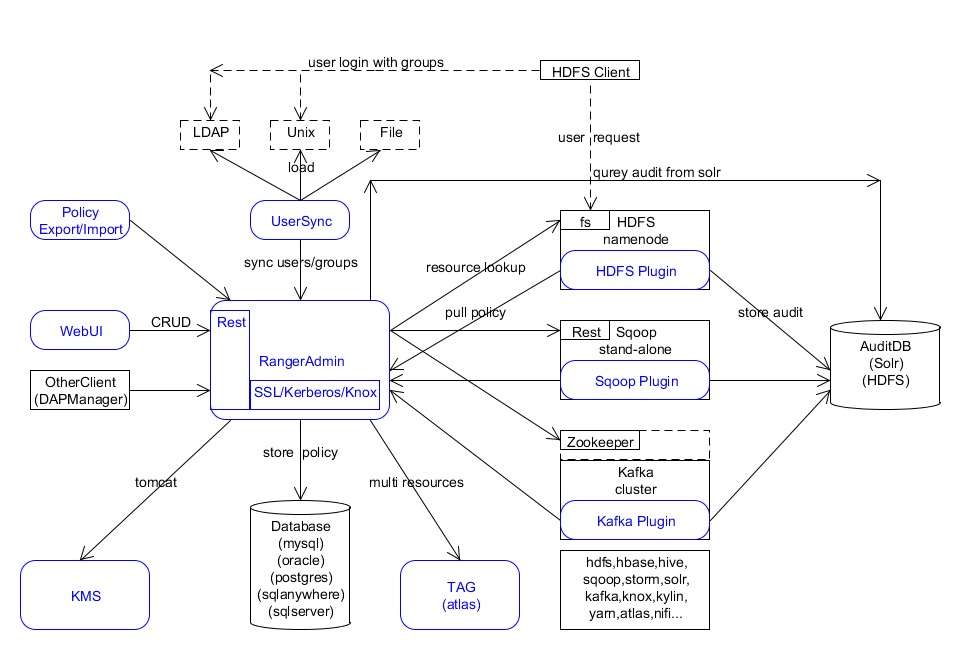 user login with groups
HDFS Client
LDAP
Unix
File
user request
load
qurey audit from solr
Policy
Export/Import
UserSync
fs
HDFS
namenode
sync users/groups
resource lookup
HDFS Plugin
pull policy
store audit
WebUI
CRUD
Rest
RangerAdmin
SSL/Kerberos/Knox
Rest
Sqoop
stand-alone
Sqoop Plugin
AuditDB
(Solr)
(HDFS)
OtherClient
(DAPManager)
Zookeeper
Kafka
cluster
Kafka Plugin
store policy
tomcat
multi resources
Database
(mysql)
(oracle)
(postgres)
(sqlanywhere)
(sqlserver)
KMS
TAG
(atlas)
hdfs,hbase,hive,
sqoop,storm,solr,
kafka,knox,kylin,
yarn,atlas,nifi...